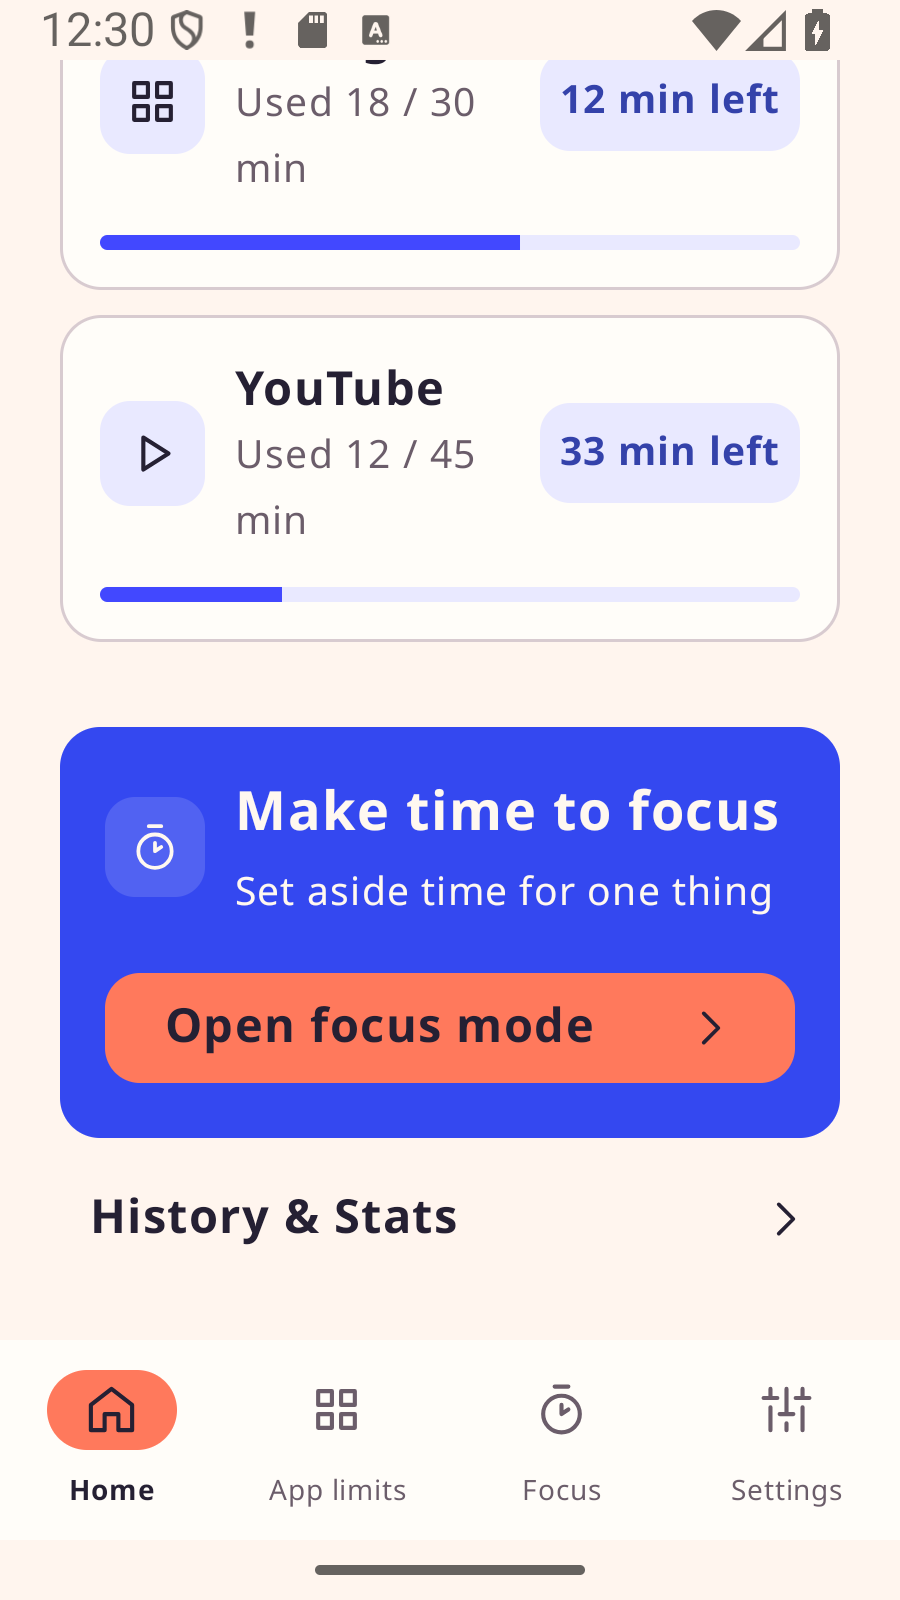 12:30
Used 18 / 30
min
12 min left
YouTube
Used 12 / 45
min
33 min left
Make time to focus
Set aside time for one thing
Open focus mode
History & Stats
Home
App limits
Focus
Settings